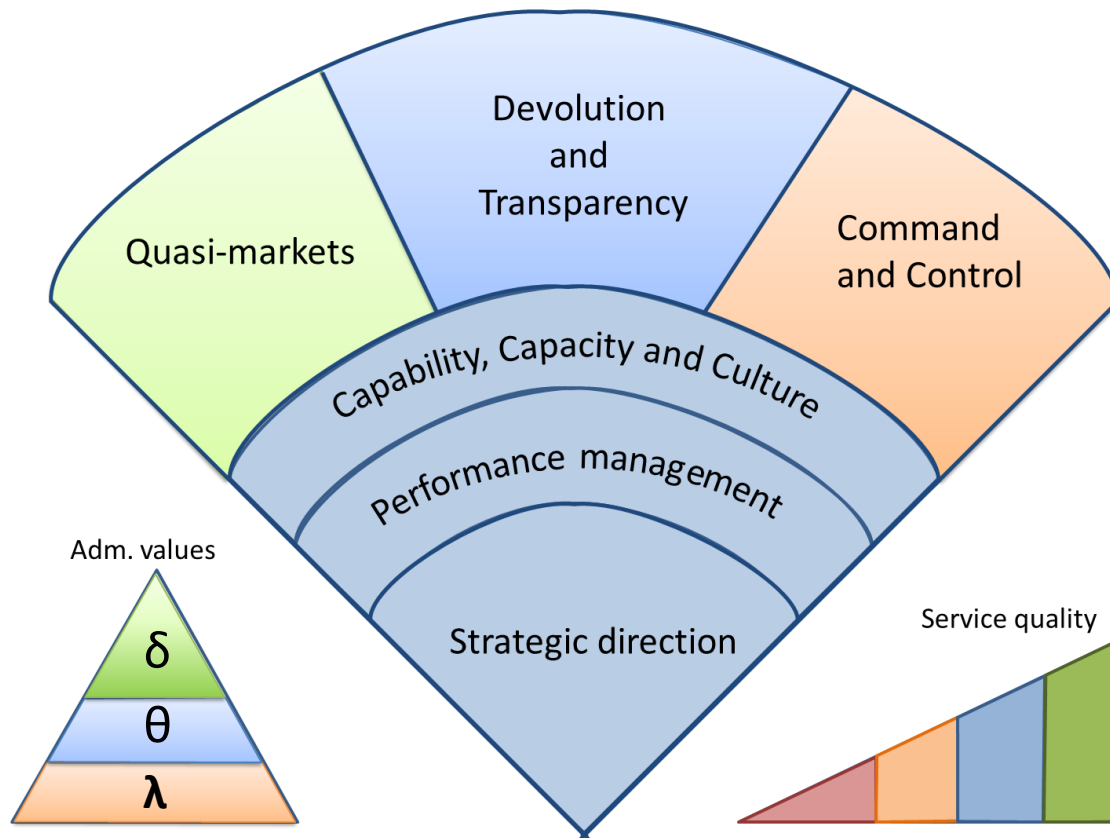 Devolution
and
Transparency
Quasi-markets
Command
and Control
Capability, Capacity and Culture
Performance management
Strategic direction
Adm. values
δ
θ
λ
Service quality